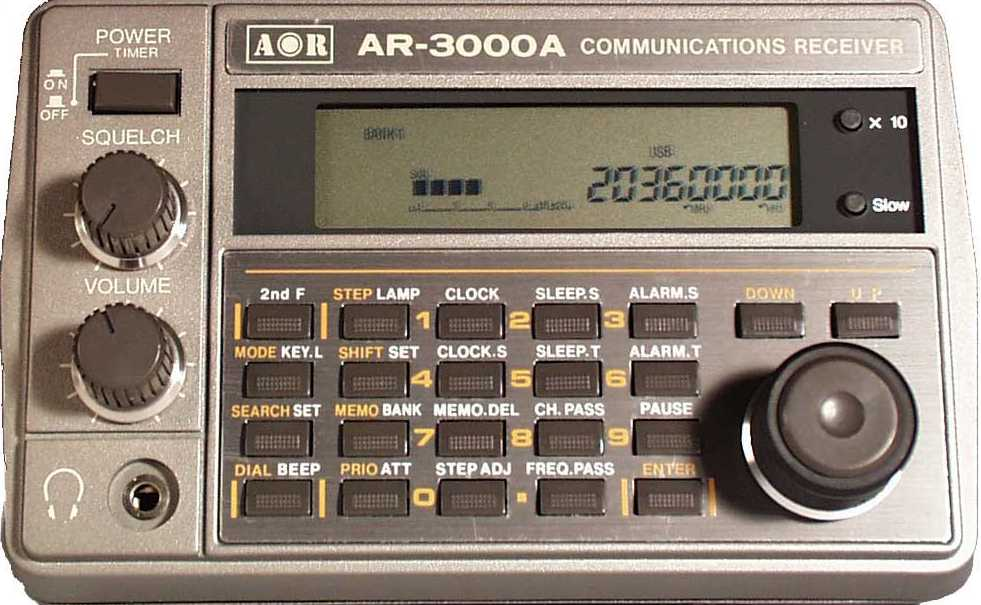 POWER
TIMER
ON
OFF
SQUELCH
VOLUME
AOR AR-3000A COMMUNICATIONS RECEIVER
BANK1
USB
20360000
× 10
Slow
2nd F STEP LAMP CLOCK SLEEP.S ALARM.S DOWN UP
1 2 3
MODE KEY.L SHIFT SET CLOCK.S SLEEP.T ALARM.T
4 5 6
SEARCH SET MEMO BANK MEMO.DEL CH.PASS PAUSE
7 8 9
DIAL BEEP PRIO ATT STEP ADJ FREQ.PASS ENTER
0 .